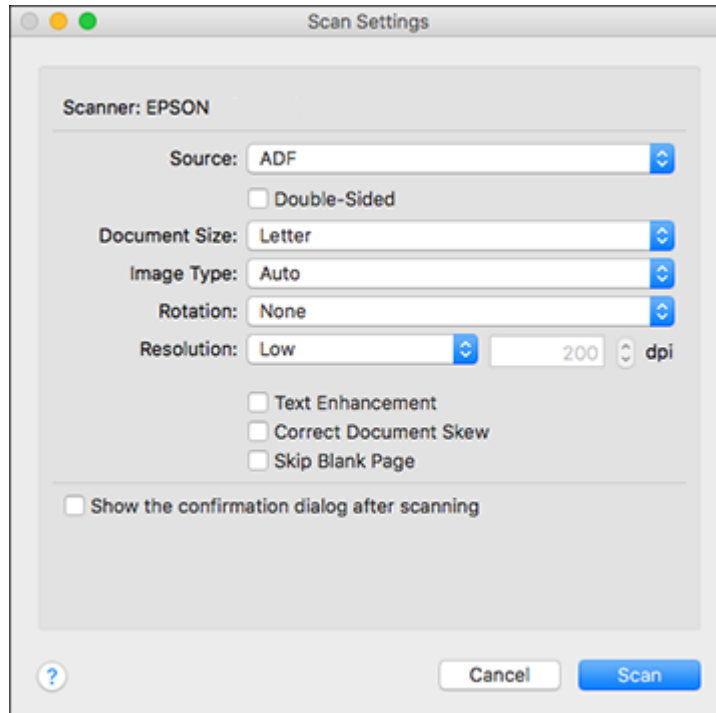 Scan Settings
Scanner: EPSON
Source: ADF
Double-Sided
Document Size: Letter
Image Type: Auto
Rotation: None
Resolution: Low 200 dpi
Text Enhancement
Correct Document Skew
Skip Blank Page
Show the confirmation dialog after scanning
? Cancel Scan